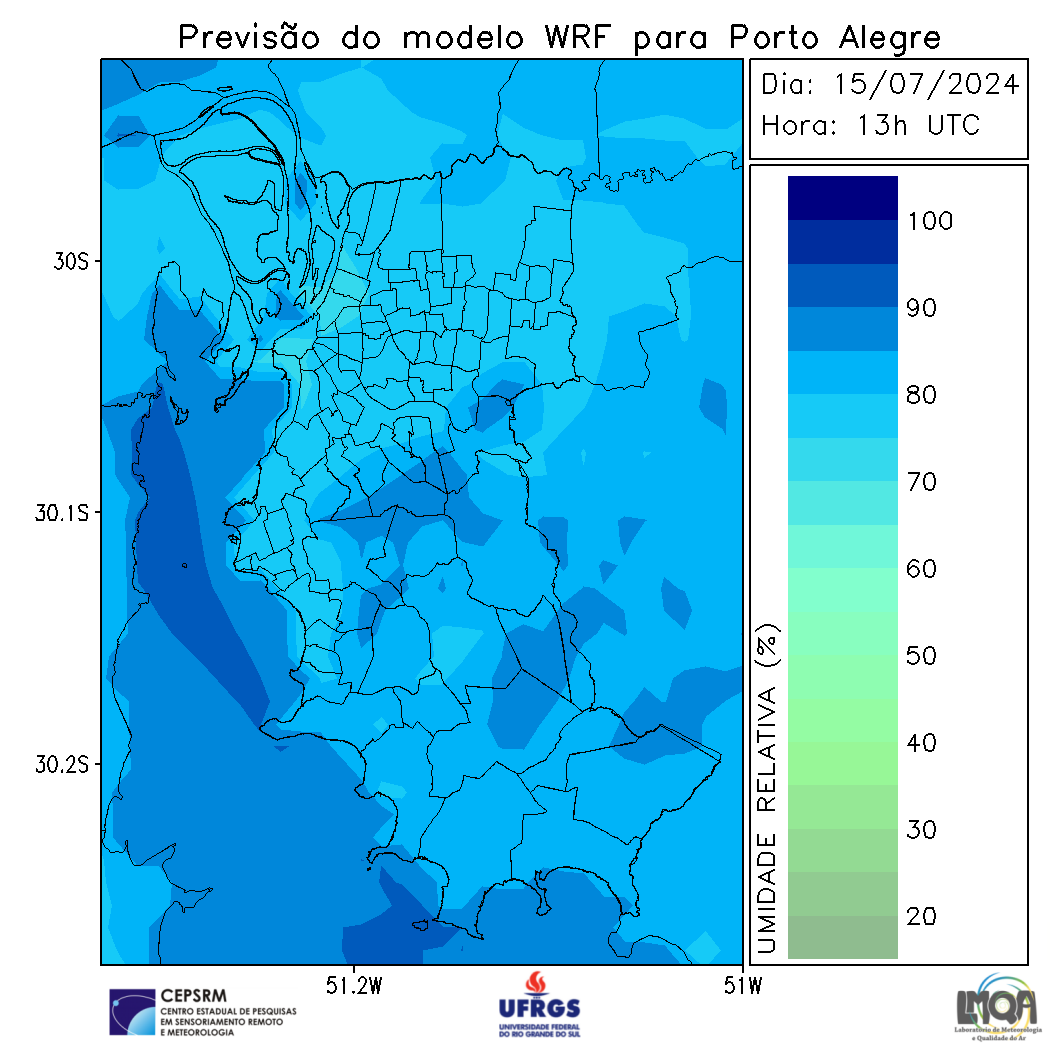 Previsão do modelo WRF para Porto Alegre
Dia: 15/07/2024
Hora: 13h UTC
30S
30.1S
30.2S
51.2W
51W
100
90
80
70
60
50
40
30
20
UMIDADE RELATIVA (%)
CEPSRM
CENTRO ESTADUAL DE PESQUISAS
EM SENSORIAMENTO REMOTO
E METEOROLOGIA
UFRGS
UNIVERSIDADE FEDERAL
DO RIO GRANDE DO SUL
LMQA
Laboratório de Meteorologia
e Qualidade do Ar